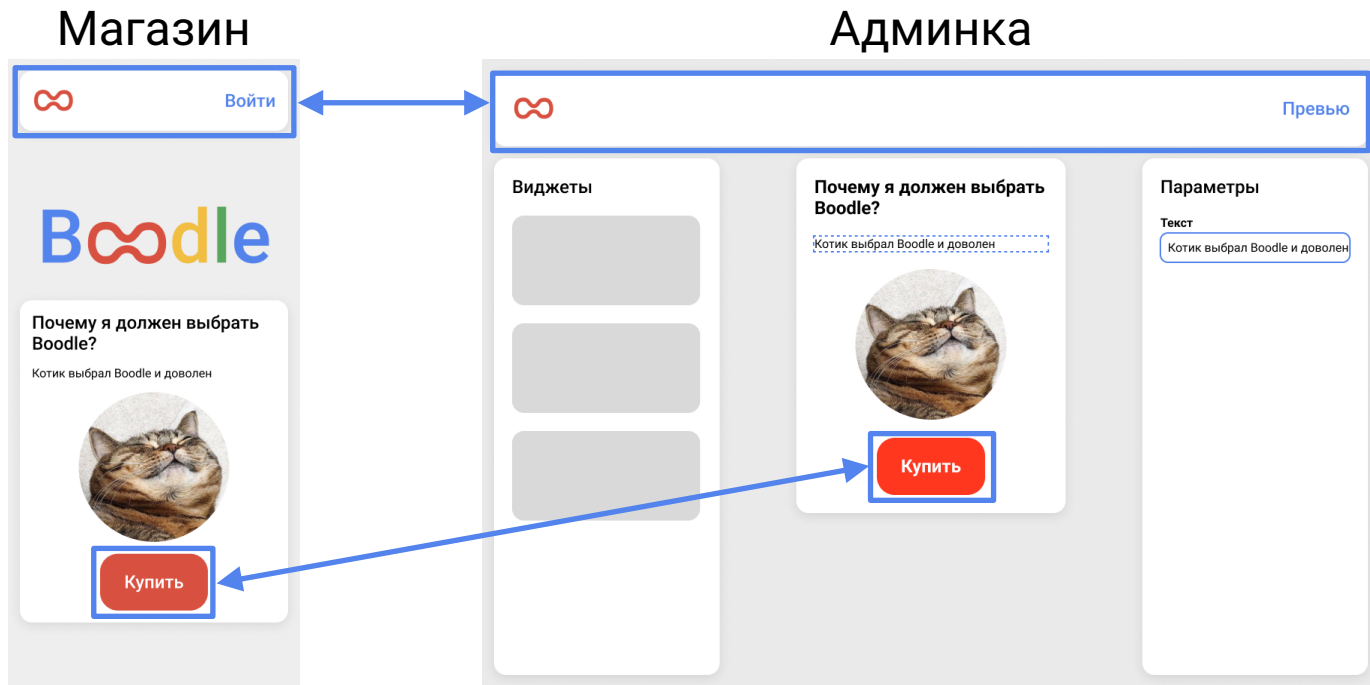 Магазин
Админка
Войти
Превью
Boodle
Почему я должен выбрать
Boodle?
Котик выбрал Boodle и доволен
Купить
Виджеты
Почему я должен выбрать
Boodle?
Котик выбрал Boodle и доволен
Купить
Параметры
Текст
Котик выбрал Boodle и доволен